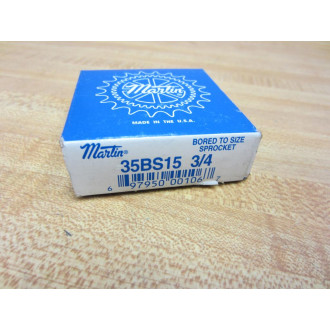 Martin
MADE IN THE U.S.A.
Martin®
BORED TO SIZE
SPROCKET
35BS15 3/4
6 97950 00106